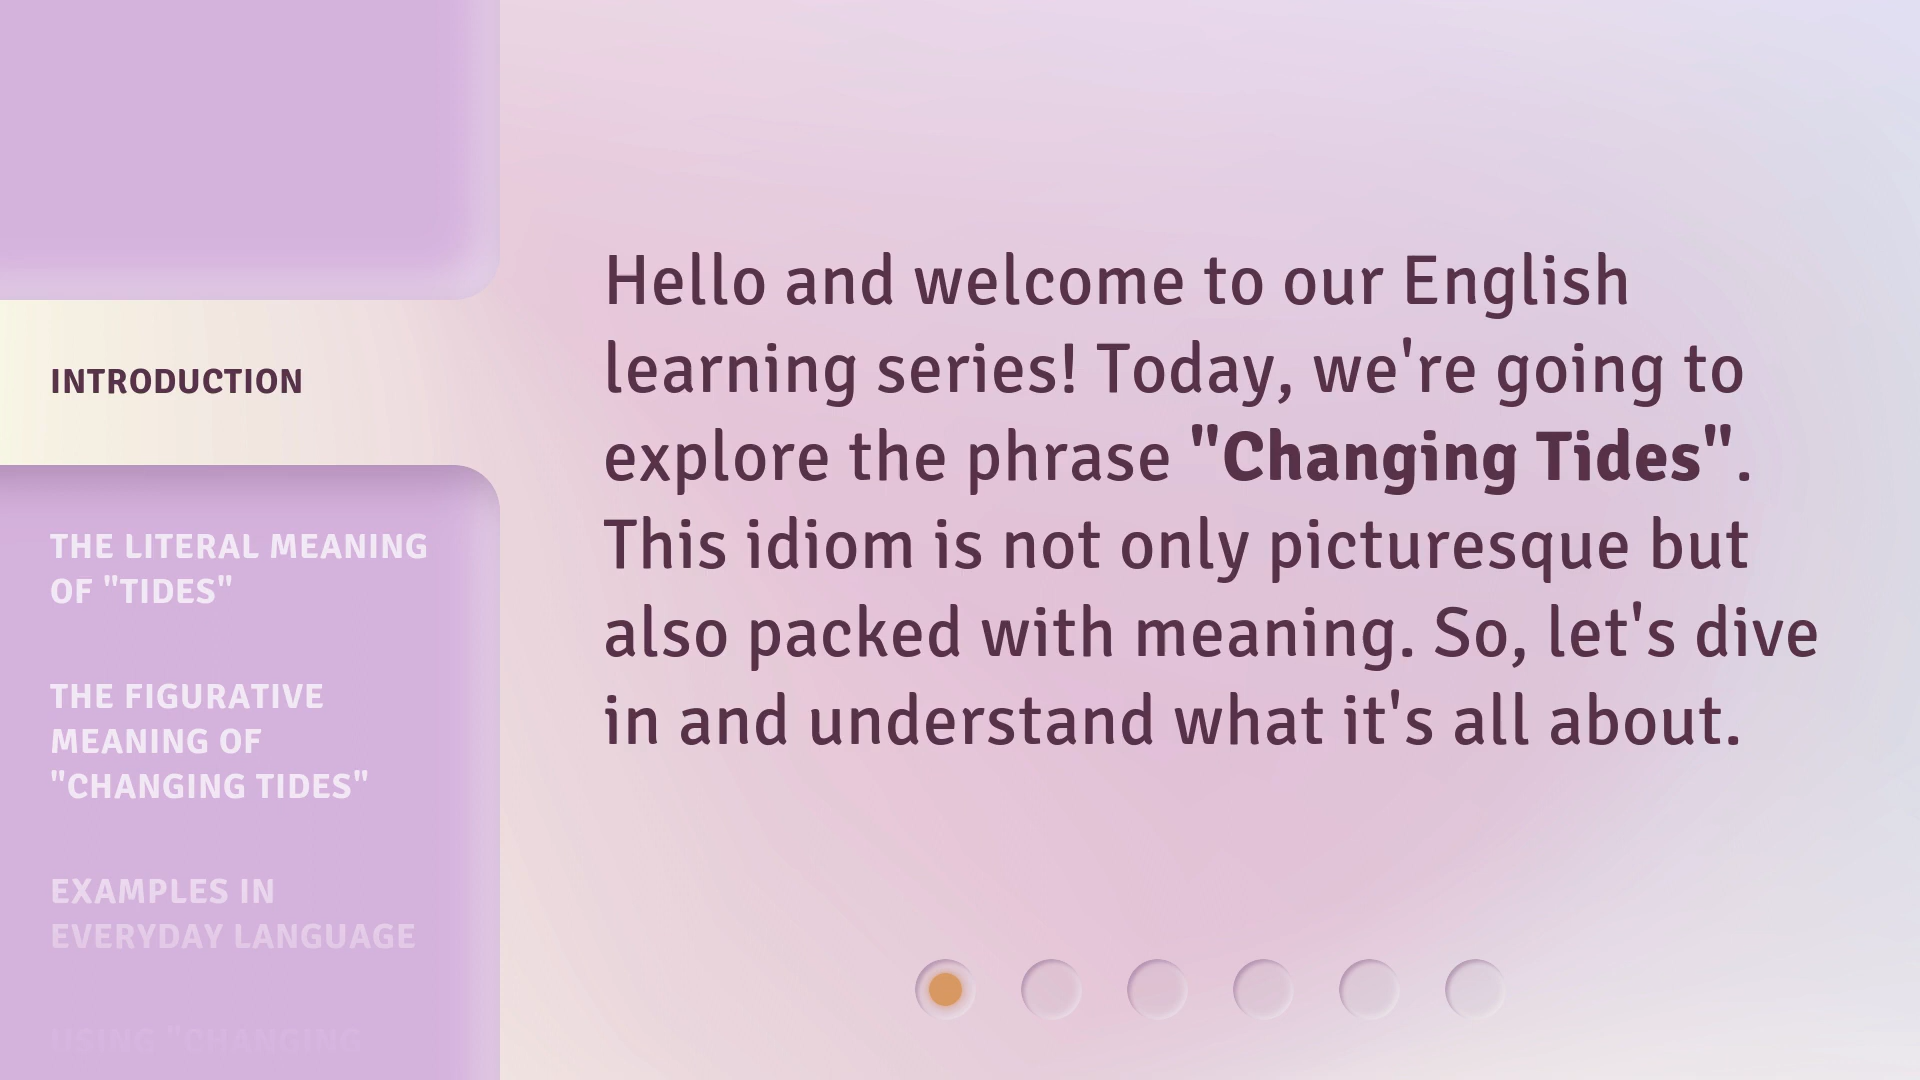 INTRODUCTION
THE LITERAL MEANING
OF "TIDES"
THE FIGURATIVE
MEANING OF
"CHANGING TIDES"
EXAMPLES IN
EVERYDAY LANGUAGE
USING "CHANGING
Hello and welcome to our English
learning series! Today, we're going to
explore the phrase "Changing Tides".
This idiom is not only picturesque but
also packed with meaning. So, let's dive
in and understand what it's all about.